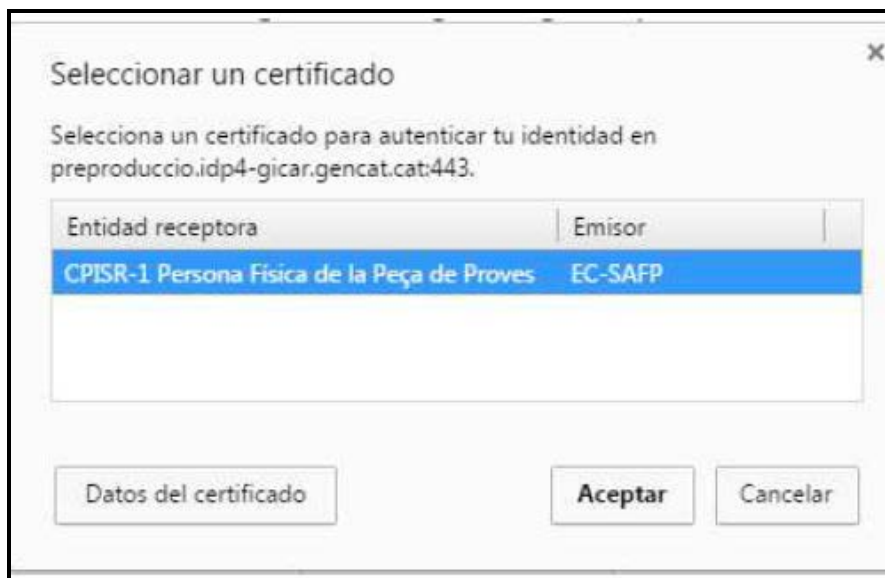 Seleccionar un certificado
Selecciona un certificado para autenticar tu identidad en
preproduccio.idp4-gicar.gencat.cat:443.
Entidad receptora Emisor
CPISR-1 Persona Física de la Peça de Proves EC-SAFP
Datos del certificado Aceptar Cancelar